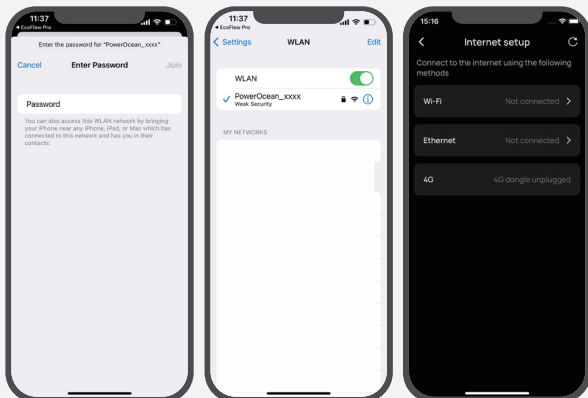 11:37
◀ EcoFlow Pro
Enter the password for "PowerOcean_xxxx"
Cancel Enter Password Join
Password
You can also access this WLAN network by bringing
your iPhone near any iPhone, iPad, or Mac which has
connected to this network and has you in their
contacts.
11:37
◀ EcoFlow Pro
Settings WLAN Edit
WLAN
PowerOcean_xxxx
Weak Security
MY NETWORKS
15:16
Internet setup
Connect to the internet using the following
methods
Wi-Fi Not connected
Ethernet Not connected
4G 4G dongle unplugged